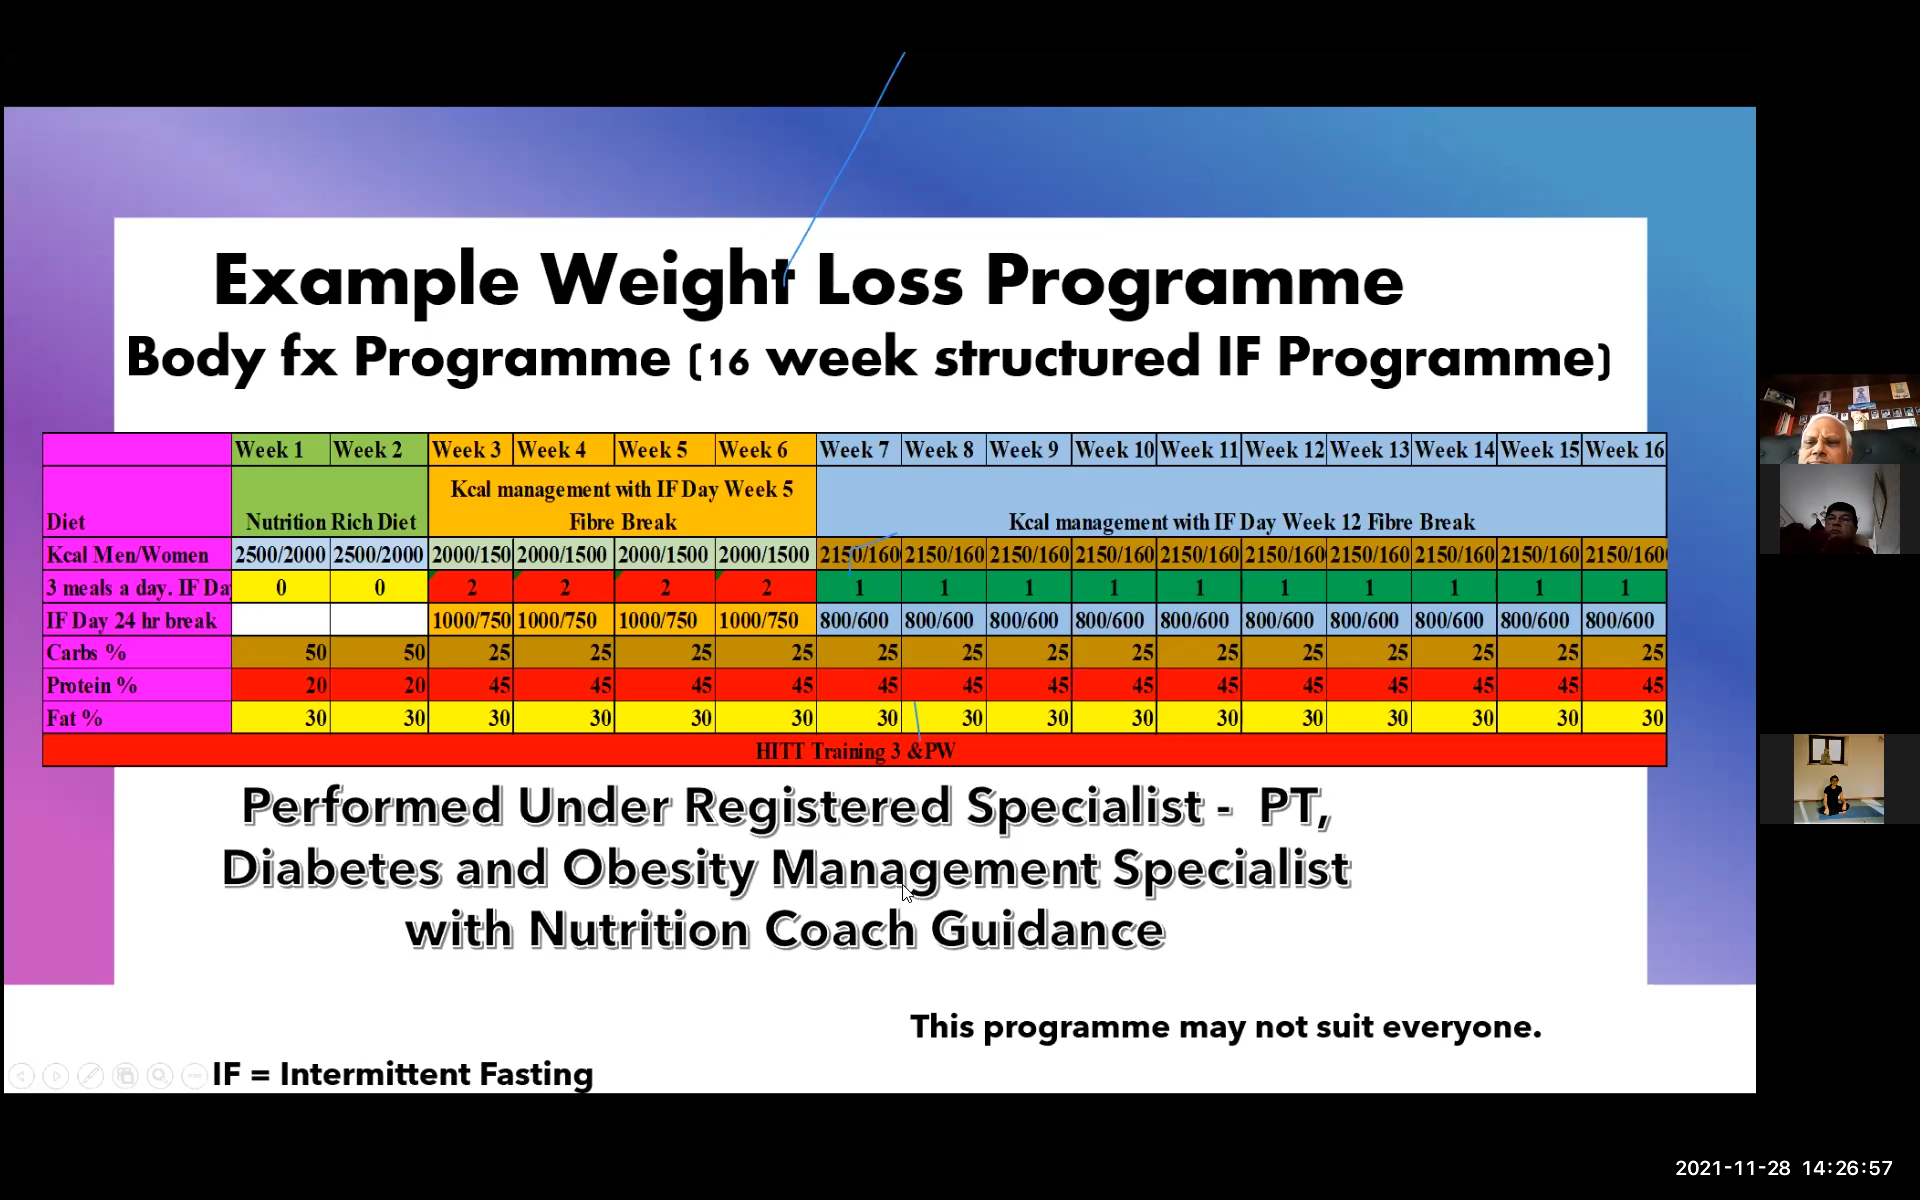 Example Weight Loss Programme
Body fx Programme (16 week structured IF Programme)
Week 1 Week 2 Week 3 Week 4 Week 5 Week 6 Week 7 Week 8 Week 9 Week 10 Week 11 Week 12 Week 13 Week 14 Week 15 Week 16
Kcal management with IF Day Week 5
Diet Nutrition Rich Diet Fibre Break Kcal management with IF Day Week 12 Fibre Break
Kcal Men/Women 2500/2000 2500/2000 2000/150 2000/1500 2000/1500 2000/1500 2150/160 2150/160 2150/160 2150/160 2150/160 2150/160 2150/160 2150/160 2150/160 2150/160
3 meals a day. IF Da 0 0 2 2 2 2 1 1 1 1 1 1 1 1 1 1
IF Day 24 hr break 1000/750 1000/750 1000/750 1000/750 800/600 800/600 800/600 800/600 800/600 800/600 800/600 800/600 800/600 800/600
Carbs % 50 50 25 25 25 25 25 25 25 25 25 25 25 25 25 25
Protein % 20 20 45 45 45 45 45 45 45 45 45 45 45 45 45 45
Fat % 30 30 30 30 30 30 30 30 30 30 30 30 30 30 30 30
HITT Training 3 &PW
Performed Under Registered Specialist - PT,
Diabetes and Obesity Management Specialist
with Nutrition Coach Guidance
This programme may not suit everyone.
IF = Intermittent Fasting
2021-11-28 14:26:57